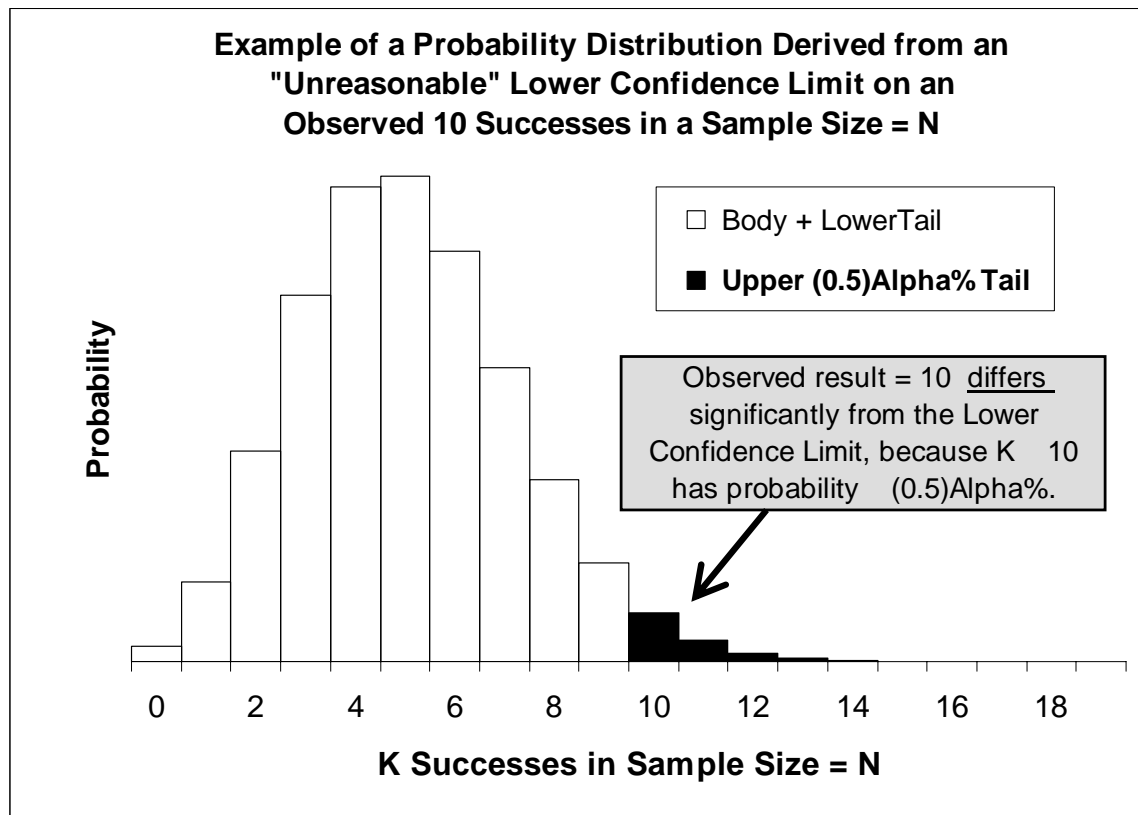 Example of a Probability Distribution Derived from an
"Unreasonable" Lower Confidence Limit on an
Observed 10 Successes in a Sample Size = N
Body + LowerTail
Upper (0.5)Alpha% Tail
Probability
Observed result = 10 differs
significantly from the Lower
Confidence Limit, because K 10
has probability (0.5)Alpha%.
0 2 4 6 8 10 12 14 16 18
K Successes in Sample Size = N